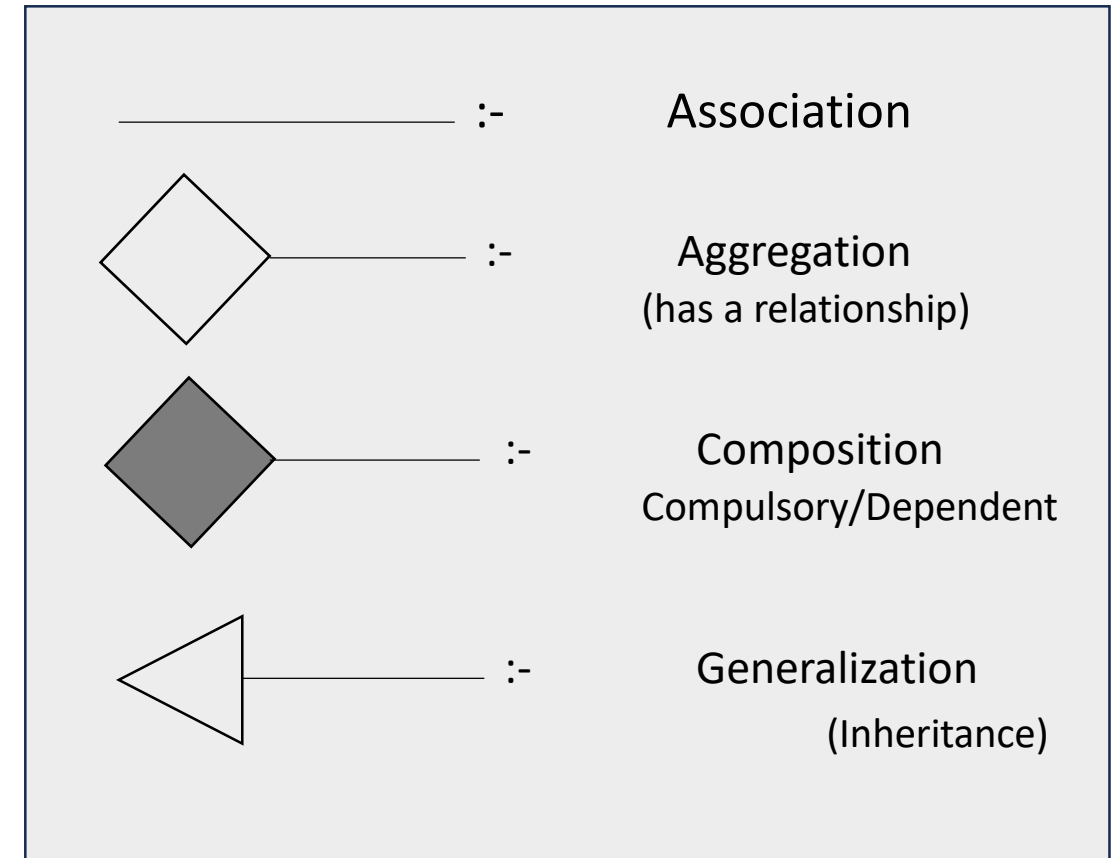 :- Association
:- Aggregation
(has a relationship)
:- Composition
Compulsory/Dependent
:- Generalization
(Inheritance)